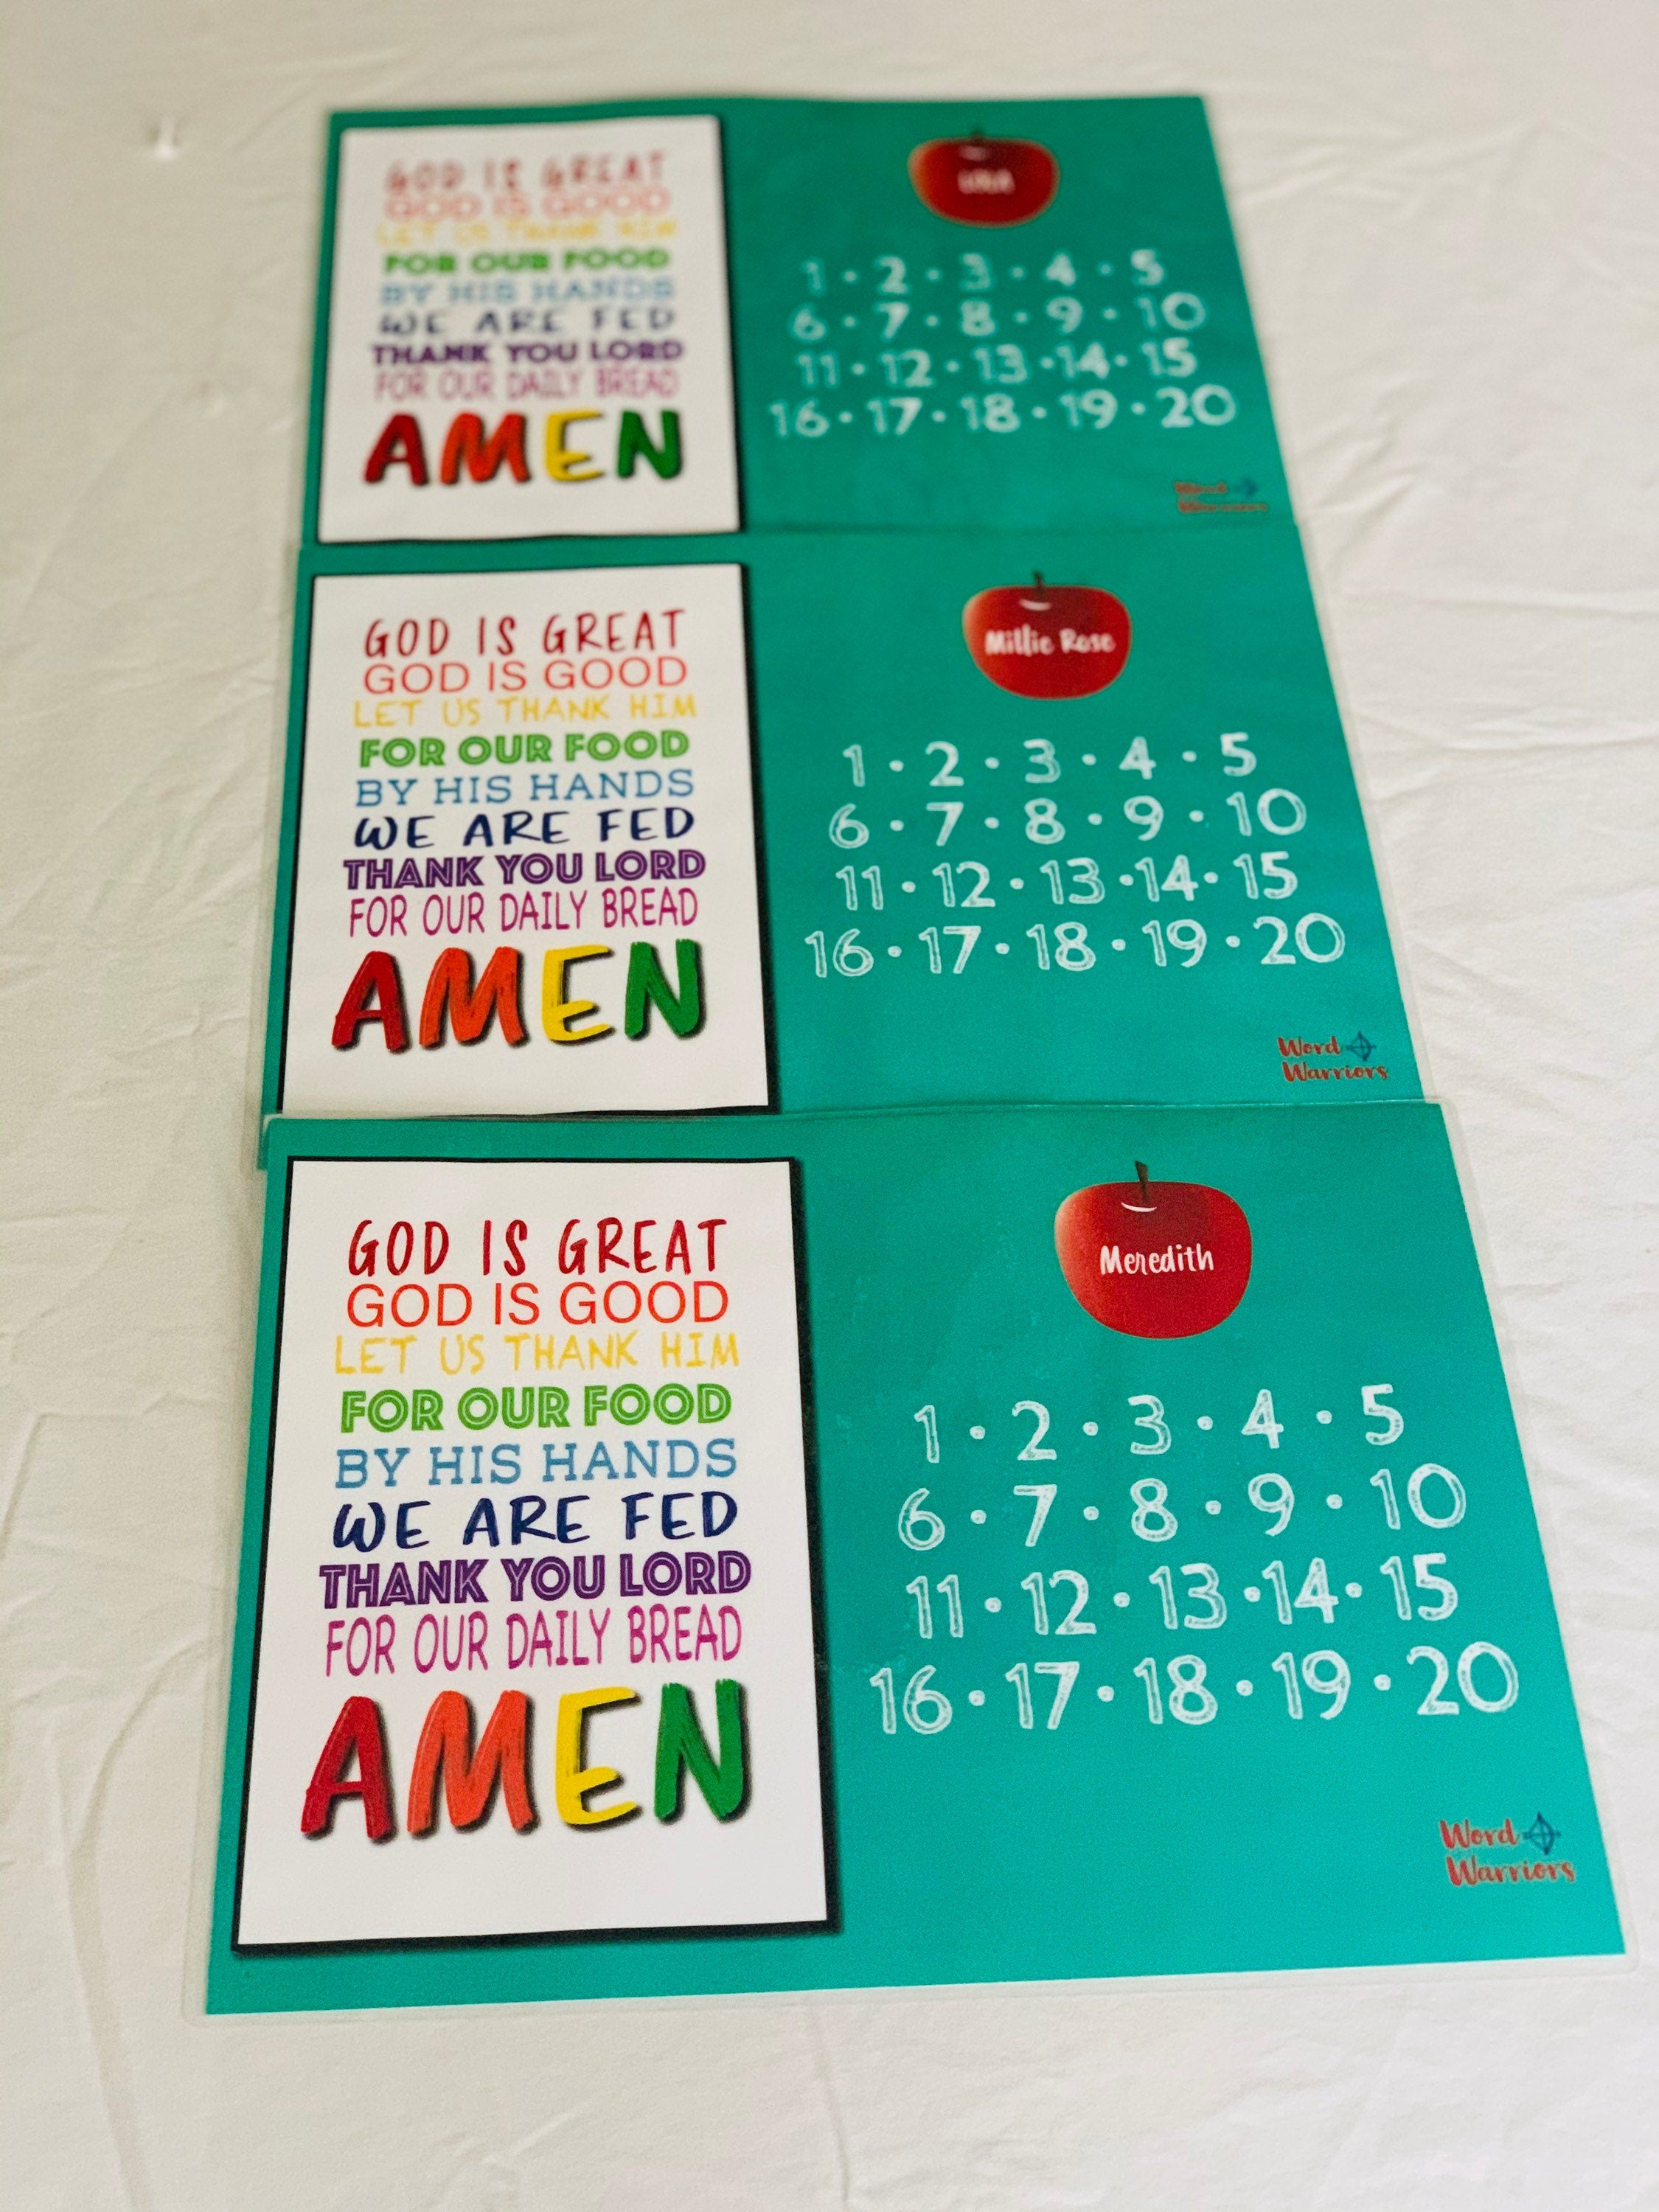 GOD IS GREAT
GOD IS GOOD
LET US THANK HIM
FOR OUR FOOD
BY HIS HANDS
WE ARE FED
THANK YOU LORD
FOR OUR DAILY BREAD
AMEN
1 • 2 • 3 • 4 • 5
6 • 7 • 8 • 9 • 10
11 • 12 • 13 • 14 • 15
16 • 17 • 18 • 19 • 20
Word
Warriors
GOD IS GREAT
GOD IS GOOD
LET US THANK HIM
FOR OUR FOOD
BY HIS HANDS
WE ARE FED
THANK YOU LORD
FOR OUR DAILY BREAD
AMEN
Millie Rose
1 • 2 • 3 • 4 • 5
6 • 7 • 8 • 9 • 10
11 • 12 • 13 • 14 • 15
16 • 17 • 18 • 19 • 20
Word
Warriors
GOD IS GREAT
GOD IS GOOD
LET US THANK HIM
FOR OUR FOOD
BY HIS HANDS
WE ARE FED
THANK YOU LORD
FOR OUR DAILY BREAD
AMEN
Meredith
1 • 2 • 3 • 4 • 5
6 • 7 • 8 • 9 • 10
11 • 12 • 13 • 14 • 15
16 • 17 • 18 • 19 • 20
Word
Warriors